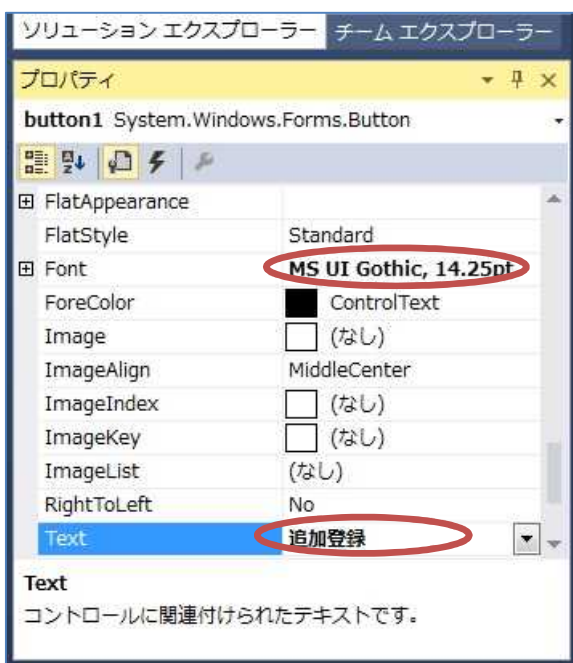 ソリューション エクスプローラー チーム エクスプローラー
プロパティ
button1 System.Windows.Forms.Button
FlatAppearance
FlatStyle Standard
Font MS UI Gothic, 14.25pt
ForeColor ControlText
Image (なし)
ImageAlign MiddleCenter
ImageIndex (なし)
ImageKey (なし)
ImageList (なし)
RightToLeft No
Text 追加登録
Text
コントロールに関連付けられたテキストです。